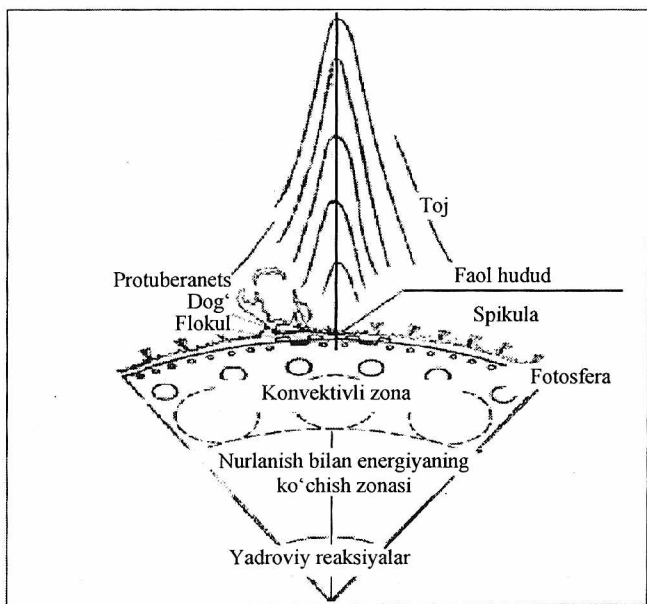 Toj
Protuberanets
Dog‘
Flokul
Faol hudud
Spikula
Fotosfera
Konvektivli zona
Nurlanish bilan energiyaning
ko‘chish zonasi
Yadroviy reaksiyalar